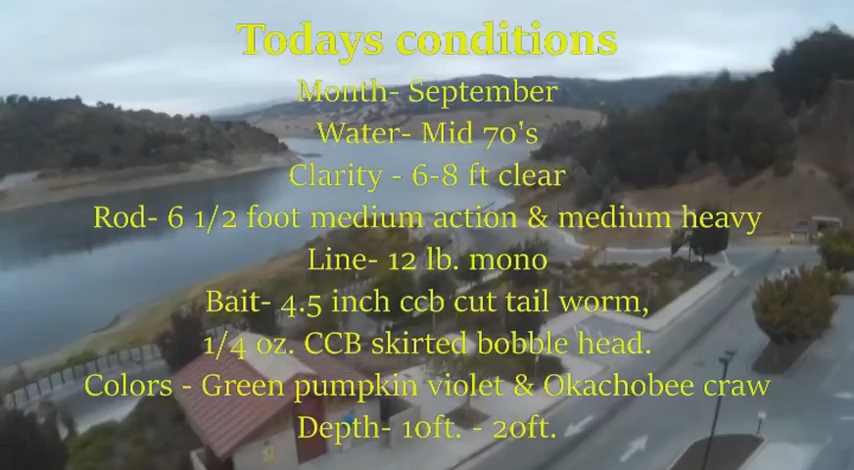 Todays conditions
Month- September
Water- Mid 70's
Clarity - 6-8 ft clear
Rod- 6 1/2 foot medium action & medium heavy
Line- 12 lb. mono
Bait- 4.5 inch ccb cut tail worm,
1/4 oz. CCB skirted bobble head.
Colors - Green pumpkin violet & Okachobee craw
Depth- 10ft. - 20ft.